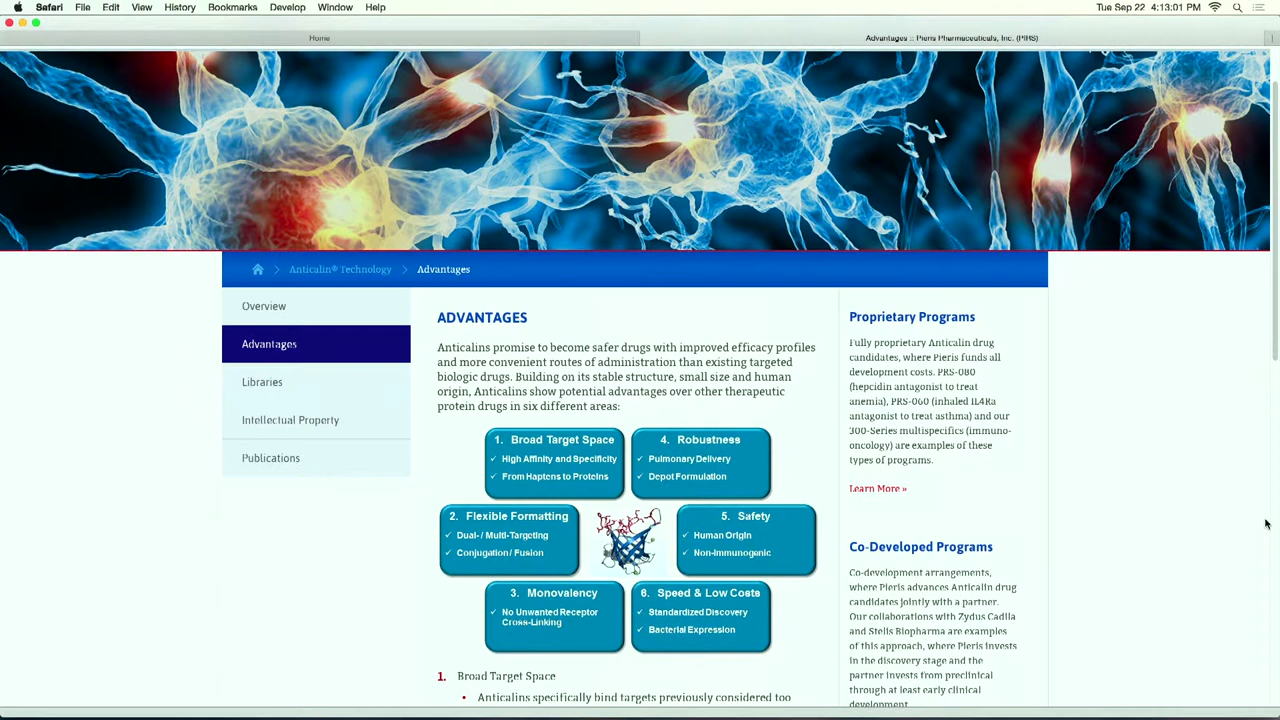 Safari File Edit View History Bookmarks Develop Window Help Tue Sep 22 4:13:01 PM
Home Advantages :: Pieris Pharmaceuticals, Inc. (PIRS)
Anticalin® Technology Advantages
Overview
Advantages
Libraries
Intellectual Property
Publications
ADVANTAGES
Anticalins promise to become safer drugs with improved efficacy profiles
and more convenient routes of administration than existing targeted
biologic drugs. Building on its stable structure, small size and human
origin, Anticalins show potential advantages over other therapeutic
protein drugs in six different areas:
1. Broad Target Space
✓ High Affinity and Specificity
✓ From Haptens to Proteins
4. Robustness
✓ Pulmonary Delivery
✓ Depot Formulation
2. Flexible Formatting
✓ Dual- / Multi-Targeting
✓ Conjugation / Fusion
5. Safety
✓ Human Origin
✓ Non-Immunogenic
3. Monovalency
✓ No Unwanted Receptor
Cross-Linking
6. Speed & Low Costs
✓ Standardized Discovery
✓ Bacterial Expression
1. Broad Target Space
• Anticalins specifically bind targets previously considered too
Proprietary Programs
Fully proprietary Anticalin drug
candidates, where Pieris funds all
development costs. PRS-080
(hepcidin antagonist to treat
anemia), PRS-060 (inhaled IL4Ra
antagonist to treat asthma) and our
300-Series multispecifics (immuno-
oncology) are examples of these
types of programs.
Learn More »
Co-Developed Programs
Co-development arrangements,
where Pieris advances Anticalin drug
candidates jointly with a partner.
Our collaborations with Zydus Cadila
and Stelis Biopharma are examples
of this approach, where Pieris invests
in the discovery stage and the
partner invests from preclinical
through at least early clinical
development.